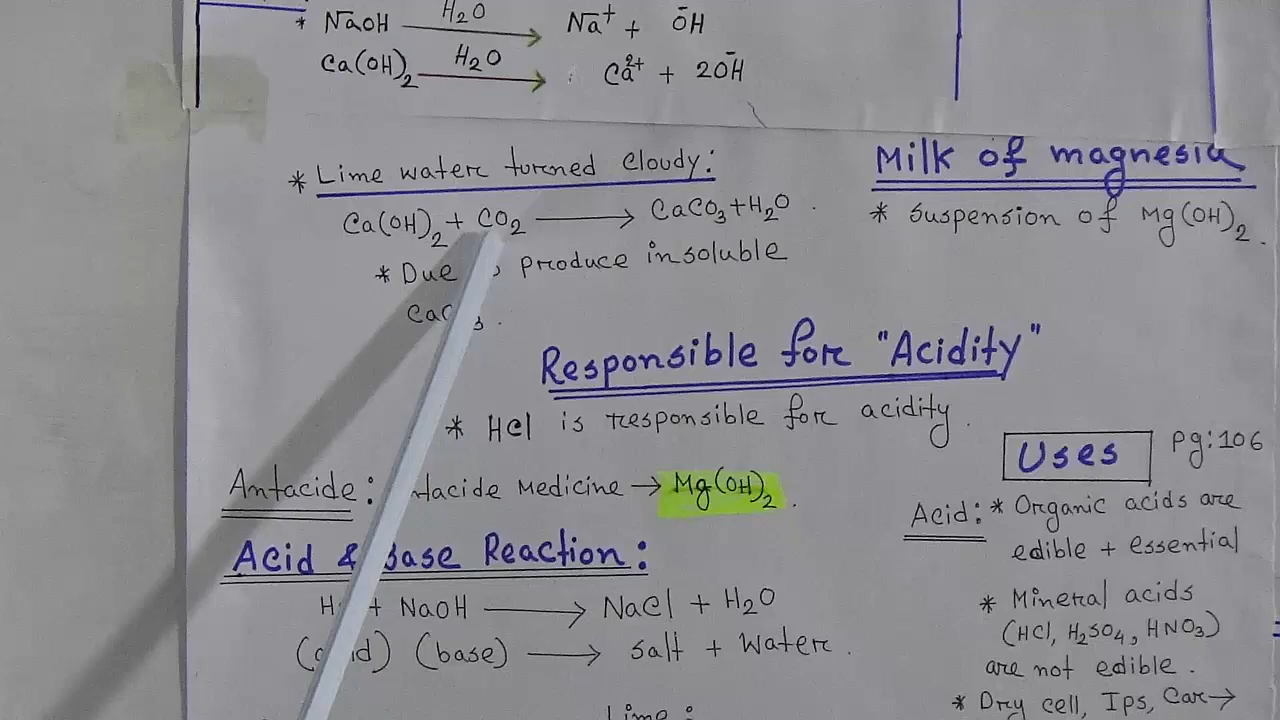 * NaOH H₂O → Na⁺ + ŌH
Ca(OH)₂ H₂O → Ca²⁺ + 2ŌH
* Lime water turned cloudy:
Ca(OH)₂ + CO₂ → CaCO₃ + H₂O .
* Due produce insoluble
Milk of magnesia
* Suspension of Mg(OH)₂ .
Responsible for "Acidity"
* HCl is responsible for acidity .
Antacide: Medicine → Mg(OH)₂ .
Acid & Base Reaction:
+ NaOH → NaCl + H₂O
(base) → salt + water .
Lime :
Uses pg:106
Acid: * Organic acids are
edible + essential
* Mineral acids
(HCl, H₂SO₄, HNO₃)
are not edible .
* Dry cell, Ips, Car →